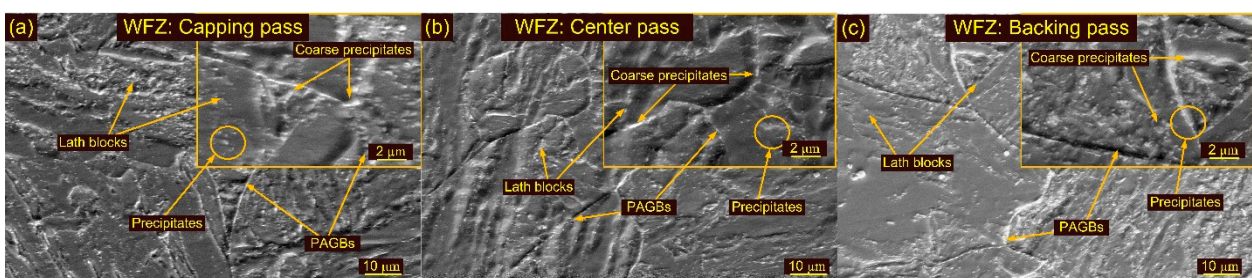 (a)
WFZ: Capping pass
Coarse precipitates
Lath blocks
2 μm
Precipitates
PAGBs
10 μm
(b)
WFZ: Center pass
Coarse precipitates
2 μm
Lath blocks
PAGBs
Precipitates
10 μm
(c)
WFZ: Backing pass
Coarse precipitates
2 μm
Lath blocks
Precipitates
PAGBs
10 μm